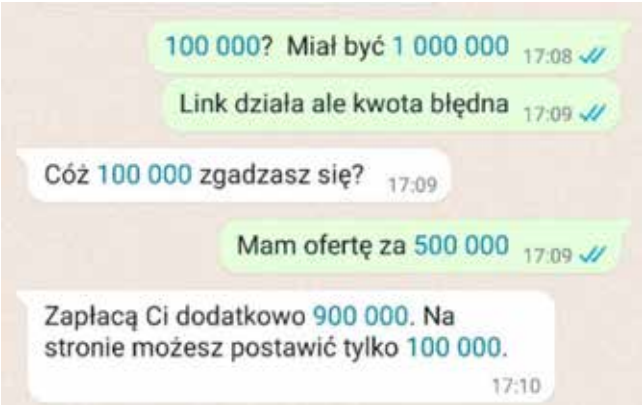 100 000? Miał być 1 000 000 17:08
Link działa ale kwota błędna 17:09
Cóż 100 000 zgadzasz się? 17:09
Mam ofertę za 500 000 17:09
Zapłacą Ci dodatkowo 900 000. Na
stronie możesz postawić tylko 100 000.
17:10